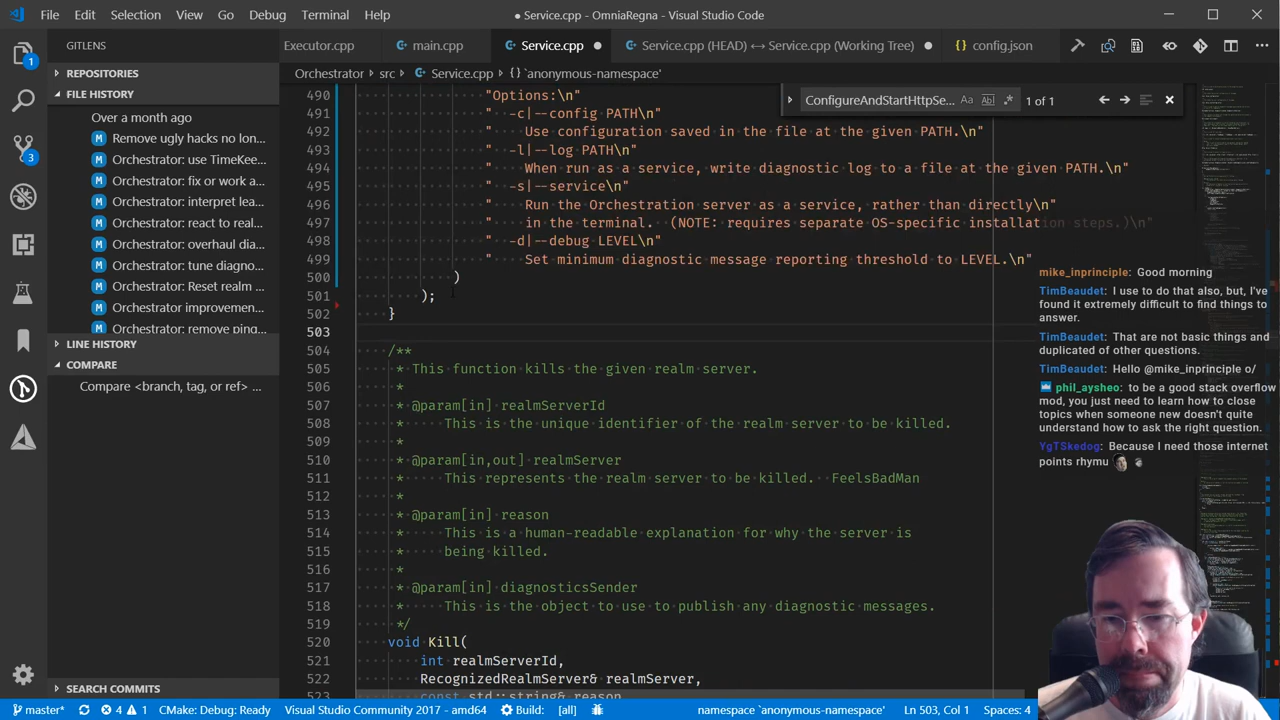 File Edit Selection View Go Debug Terminal Help
● Service.cpp - OmniaRegna - Visual Studio Code
GITLENS
Executor.cpp main.cpp Service.cpp Service.cpp (HEAD) ↔ Service.cpp (Working Tree) config.json
REPOSITORIES
FILE HISTORY
Over a month ago
Remove ugly hacks no lon...
Orchestrator: use TimeKee...
Orchestrator: fix or work a...
Orchestrator: interpret lea...
Orchestrator: react to real...
Orchestrator: overhaul dia...
Orchestrator: tune diagno...
Orchestrator: Reset realm ...
Orchestrator improvemen...
Orchestrator: remove ping...
LINE HISTORY
COMPARE
Compare <branch, tag, or ref> ...
SEARCH COMMITS
Orchestrator > src > Service.cpp > {} `anonymous-namespace'
ConfigureAndStartHttpSe... Aa Abl .* 1 of 1
490 "Options:\n"
491 " -c|--config PATH\n"
492 " Use configuration saved in the file at the given PATH.\n"
493 " -l|--log PATH\n"
494 " When run as a service, write diagnostic log to a file at the given PATH.\n"
495 " -s|--service\n"
496 " Run the Orchestration server as a service, rather than directly\n"
497 " in the terminal. (NOTE: requires separate OS-specific installation steps.)\n"
498 " -d|--debug LEVEL\n"
499 " Set minimum diagnostic message reporting threshold to LEVEL.\n"
500 )
501 );
502 }
503
504 /**
505 * This function kills the given realm server.
506 *
507 * @param[in] realmServerId
508 * This is the unique identifier of the realm server to be killed.
509 *
510 * @param[in,out] realmServer
511 * This represents the realm server to be killed. FeelsBadMan
512 *
513 * @param[in] reason
514 * This is a human-readable explanation for why the server is
515 * being killed.
516 *
517 * @param[in] diagnosticsSender
518 * This is the object to use to publish any diagnostic messages.
519 */
520 void Kill(
521 int realmServerId,
522 RecognizedRealmServer& realmServer,
523 const std::string& reason
mike_inprinciple: Good morning
TimBeaudet: I use to do that also, but, I've
found it extremely difficult to find things to
answer.
TimBeaudet: That are not basic things and
duplicated of other questions.
TimBeaudet: Hello @mike_inprinciple o/
phil_aysheo: to be a good stack overflow
mod, you just need to learn how to close
topics when someone new doesn't quite
understand how to ask the right question.
YgTSkedog: Because I need those internet
points rhymu
1
3
master* 4 1 CMake: Debug: Ready Visual Studio Community 2017 - amd64 Build: [all] namespace `anonymous-namespace' Ln 503, Col 1 Spaces: 4